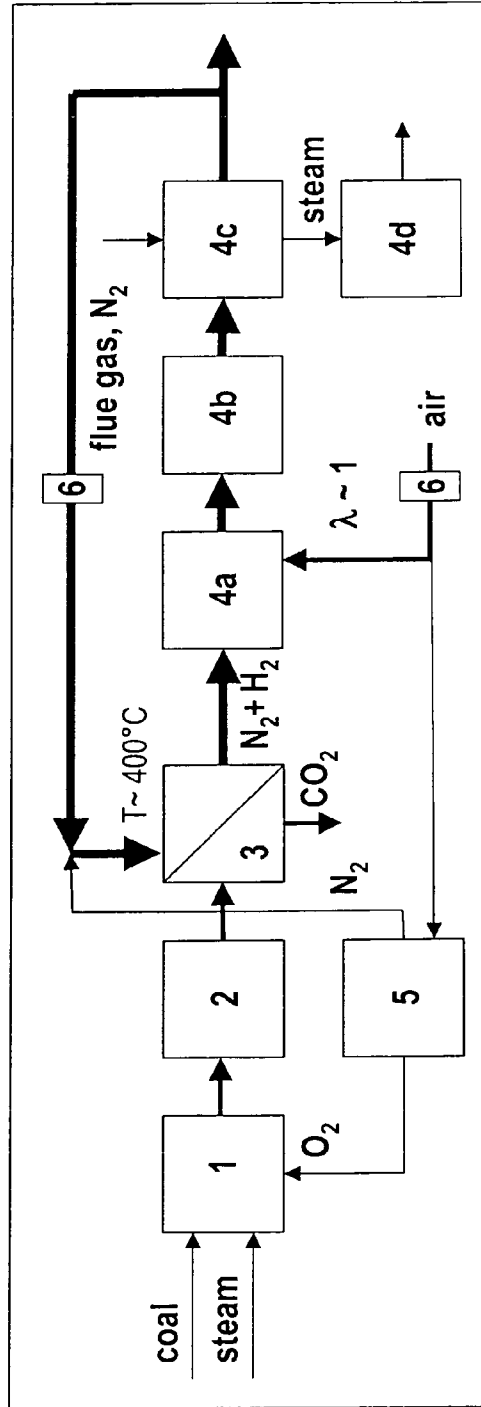 6
flue gas, N₂
T~ 400°C
coal
steam
1
2
3
N₂ + H₂
4a
4b
4c
CO₂
λ ~ 1
steam
O₂
5
N₂
6
air
4d